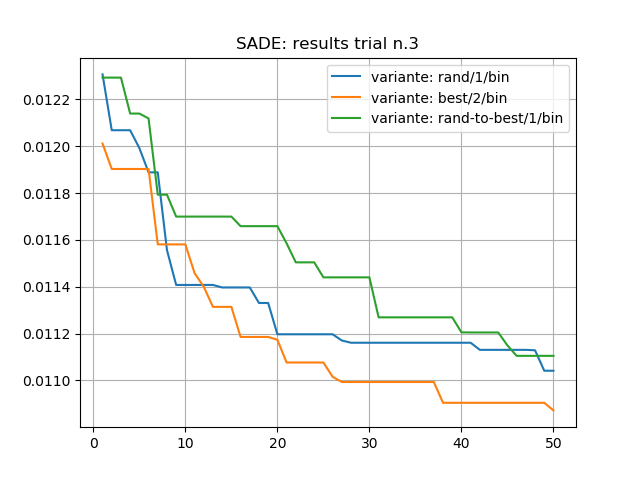 SADE: results trial n.3
variante: rand/1/bin
variante: best/2/bin
variante: rand-to-best/1/bin
0.0122
0.0120
0.0118
0.0116
0.0114
0.0112
0.0110
0 10 20 30 40 50